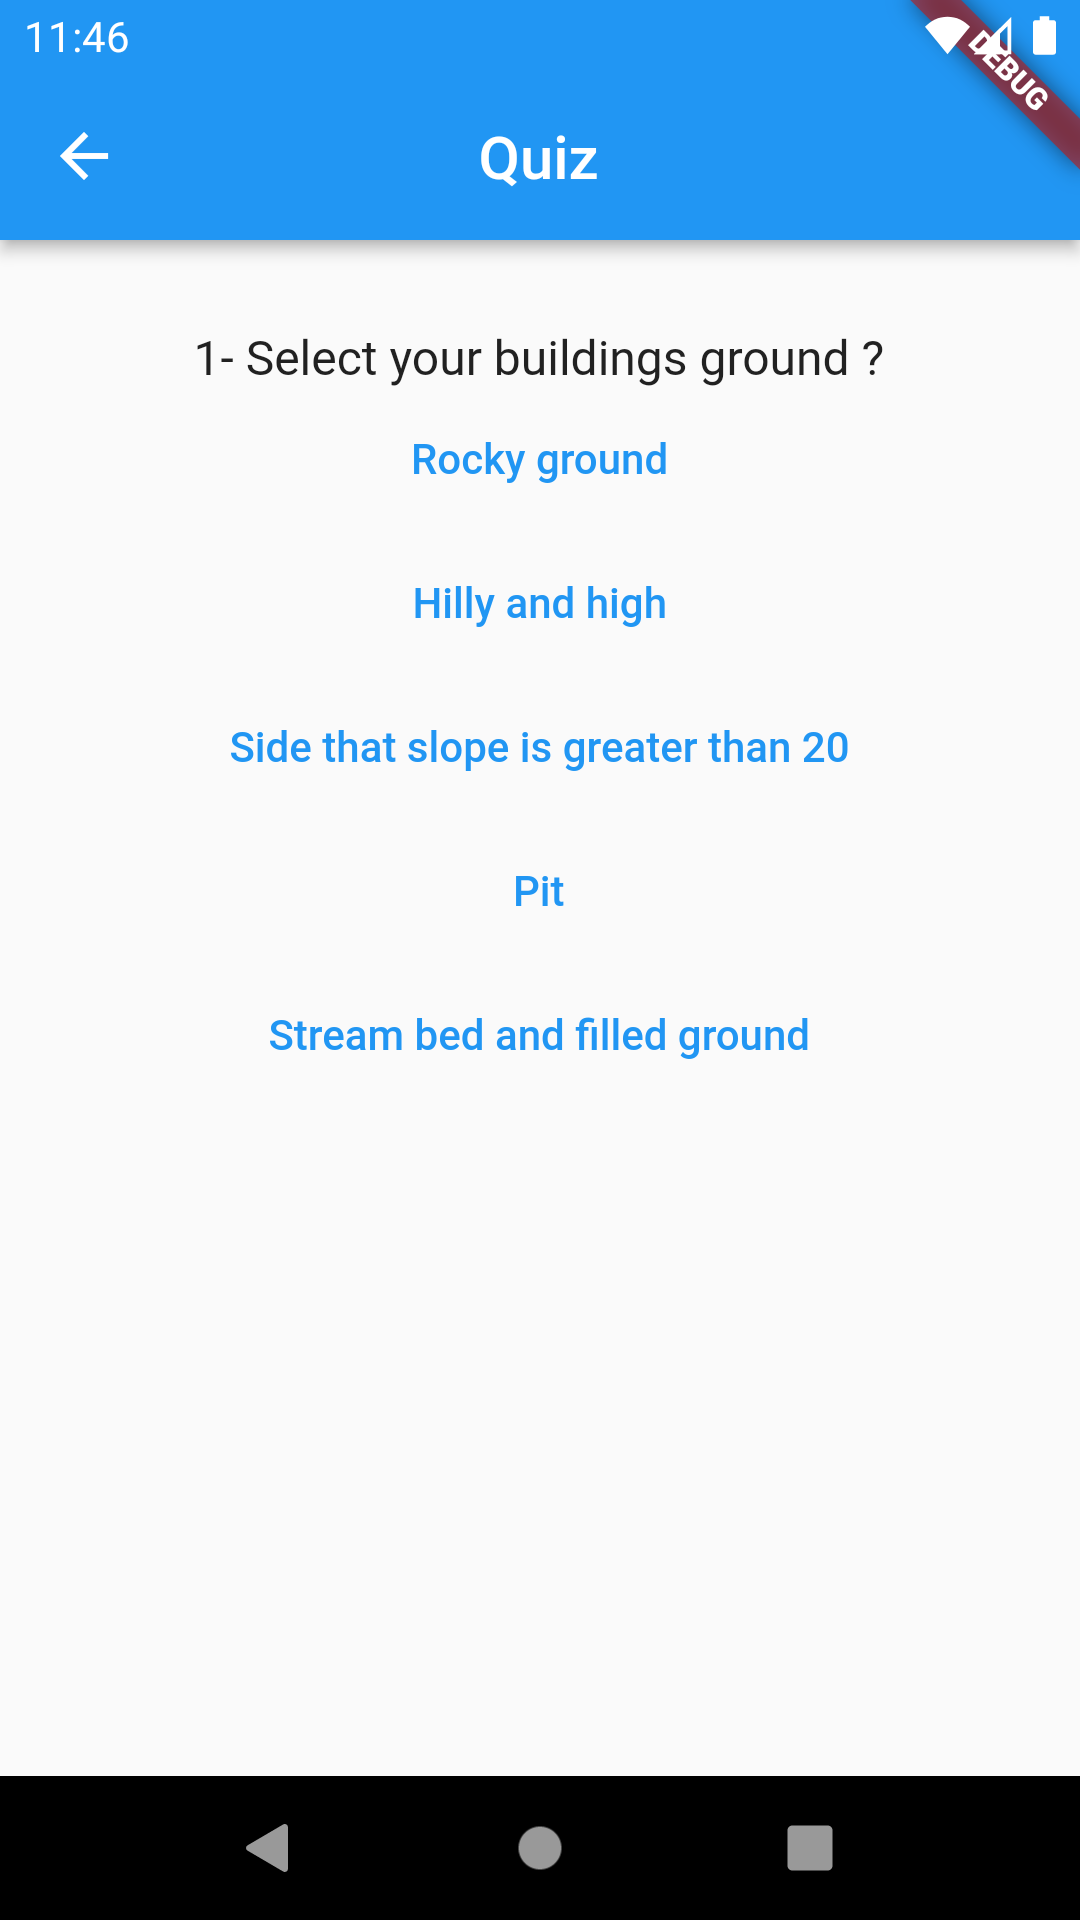 11:46
DEBUG
Quiz
1- Select your buildings ground ?
Rocky ground
Hilly and high
Side that slope is greater than 20
Pit
Stream bed and filled ground